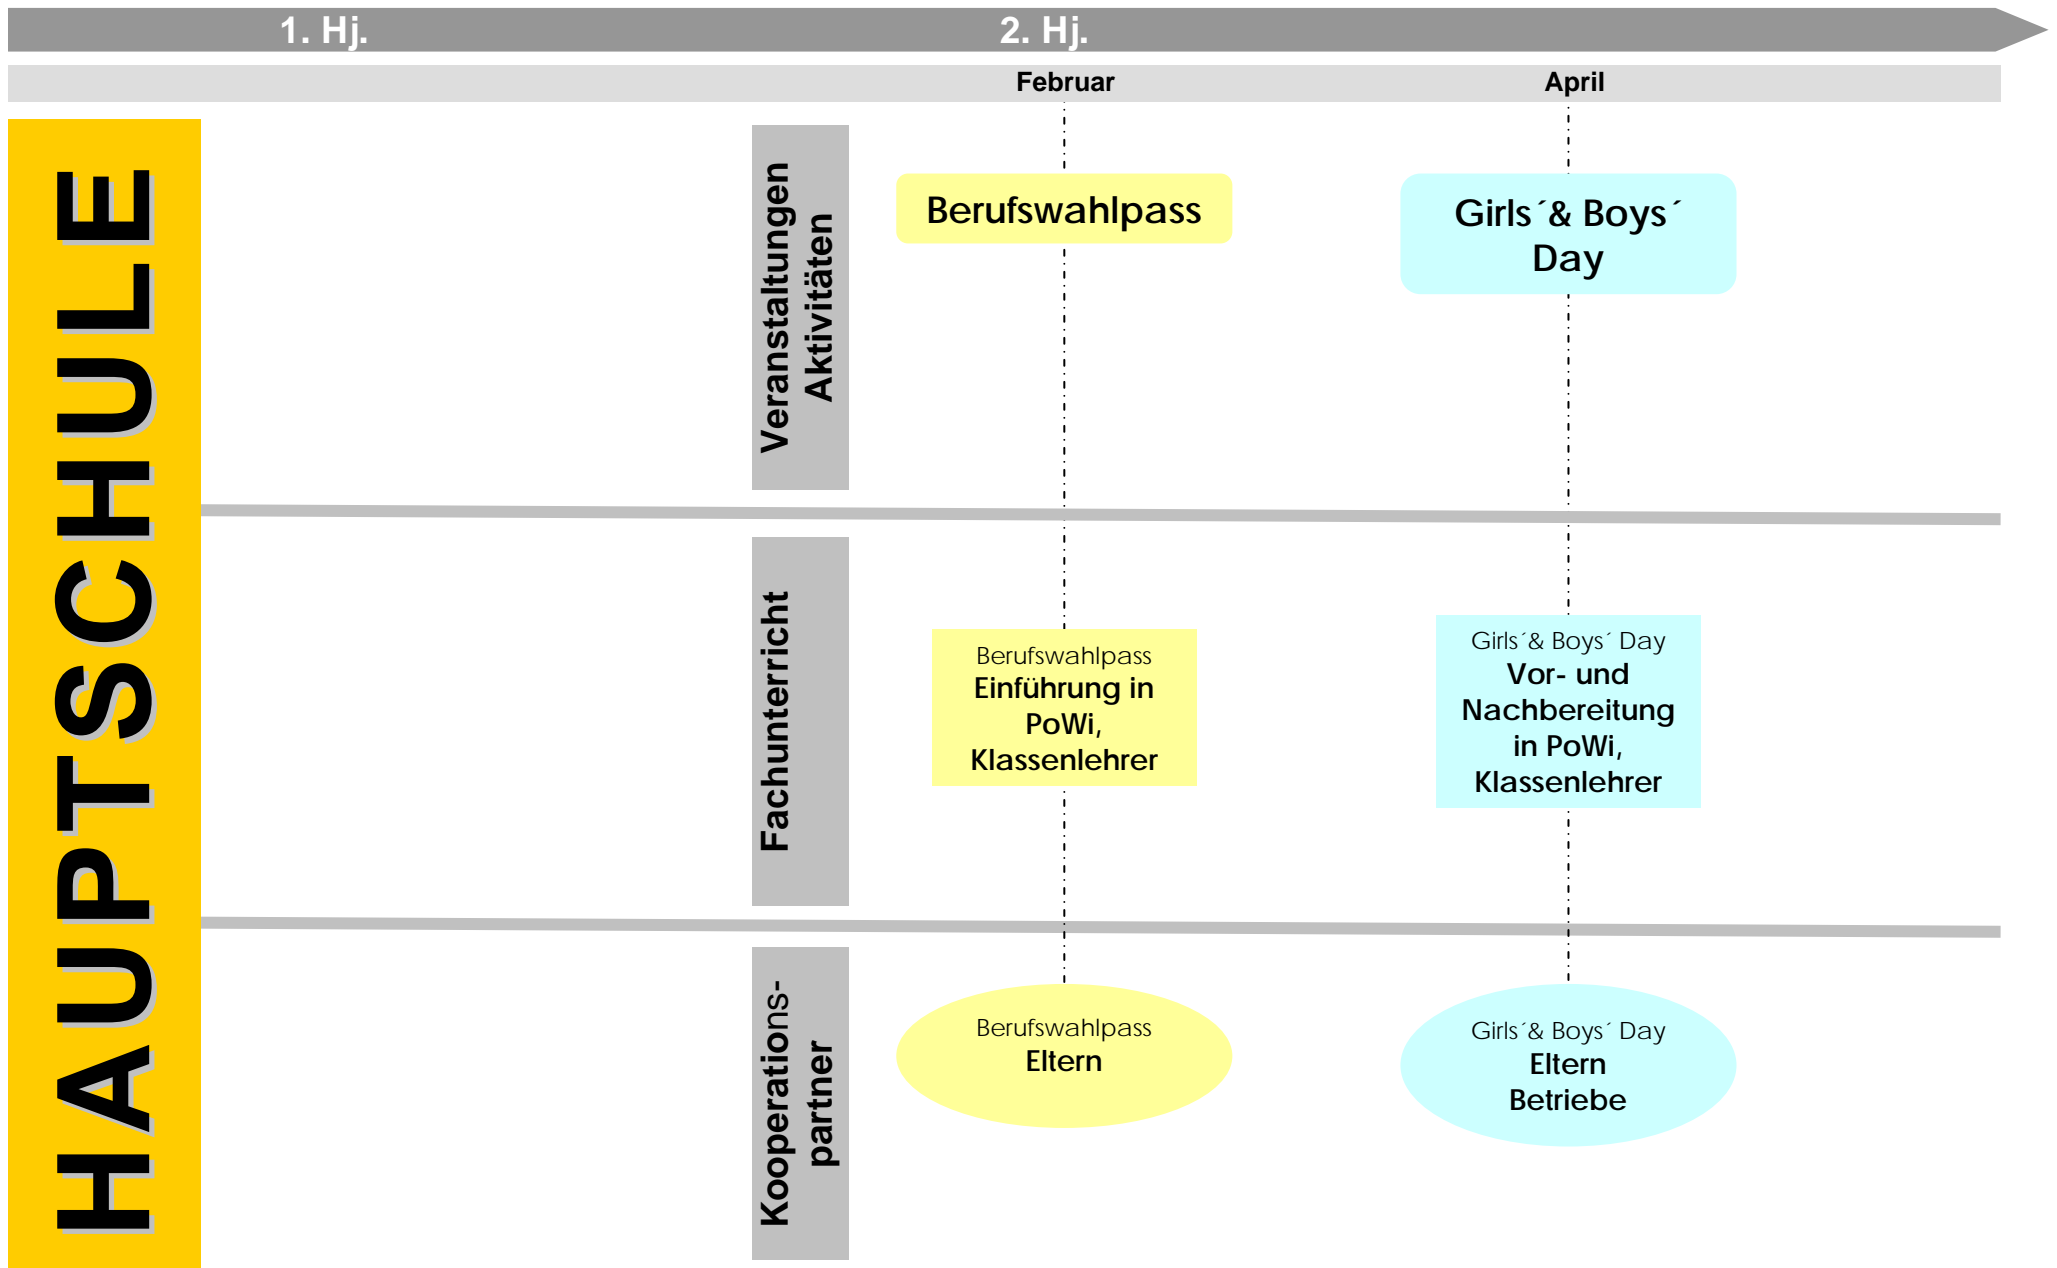 1. Hj.
2. Hj.
Februar
April
HAUPTSCHULE
Veranstaltungen
Aktivitäten
Berufswahlpass
Girls´& Boys´
Day
Fachunterricht
Berufswahlpass
Einführung in
PoWi,
Klassenlehrer
Girls´& Boys´ Day
Vor- und
Nachbereitung
in PoWi,
Klassenlehrer
Kooperations-
partner
Berufswahlpass
Eltern
Girls´& Boys´ Day
Eltern
Betriebe